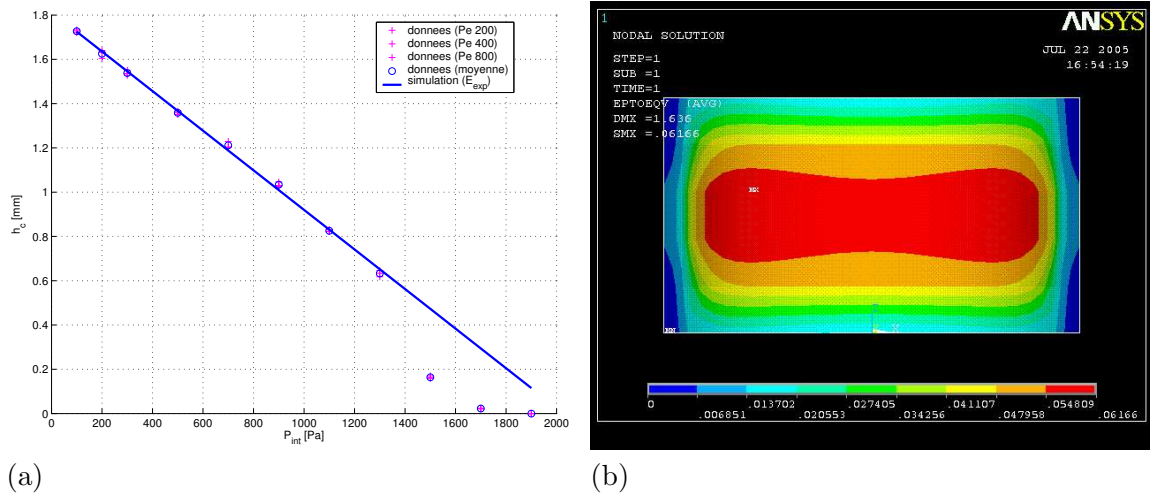 1.8
1.6
1.4
1.2
1
0.8
0.6
0.4
0.2
0
h_c [mm]
0 200 400 600 800 1000 1200 1400 1600 1800 2000
P_int [Pa]
donnees (Pe 200)
donnees (Pe 400)
donnees (Pe 800)
donnees (moyenne)
simulation (E_exp)
(a)
1
ANSYS
NODAL SOLUTION
JUL 22 2005
16:54:19
STEP=1
SUB =1
TIME=1
EPTOEQV (AVG)
DMX =1.636
SMX =.06166
MX
MN
X
0 .013702 .027405 .041107 .054809
.006851 .020553 .034256 .047958 .06166
(b)